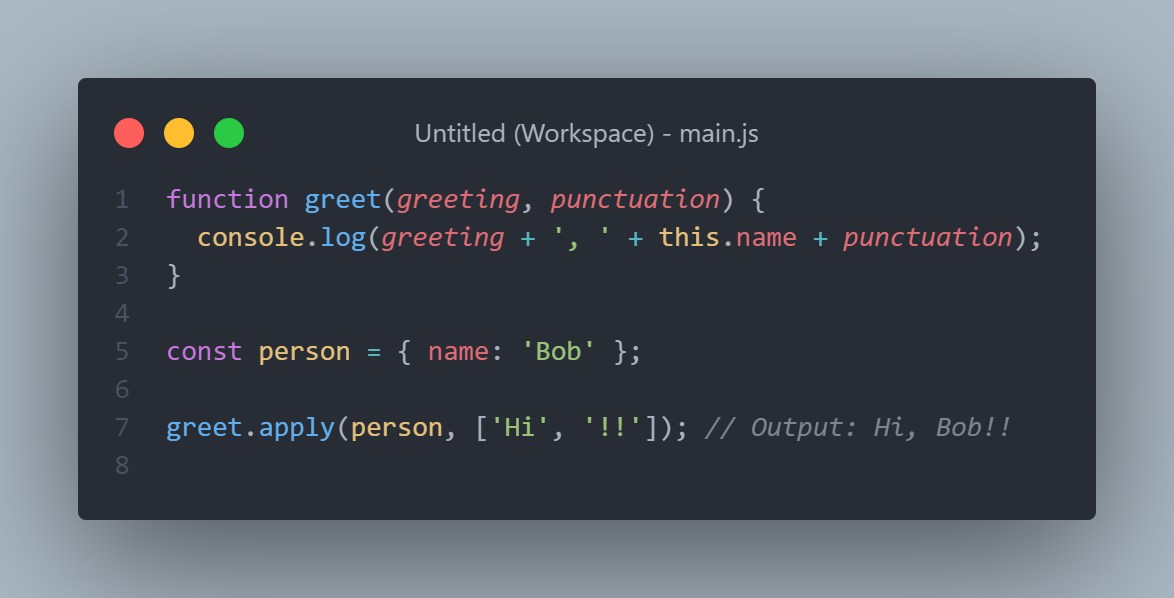 Untitled (Workspace) - main.js
1 function greet(greeting, punctuation) {
2   console.log(greeting + ', ' + this.name + punctuation);
3 }
4
5 const person = { name: 'Bob' };
6
7 greet.apply(person, ['Hi', '!!']); // Output: Hi, Bob!!
8